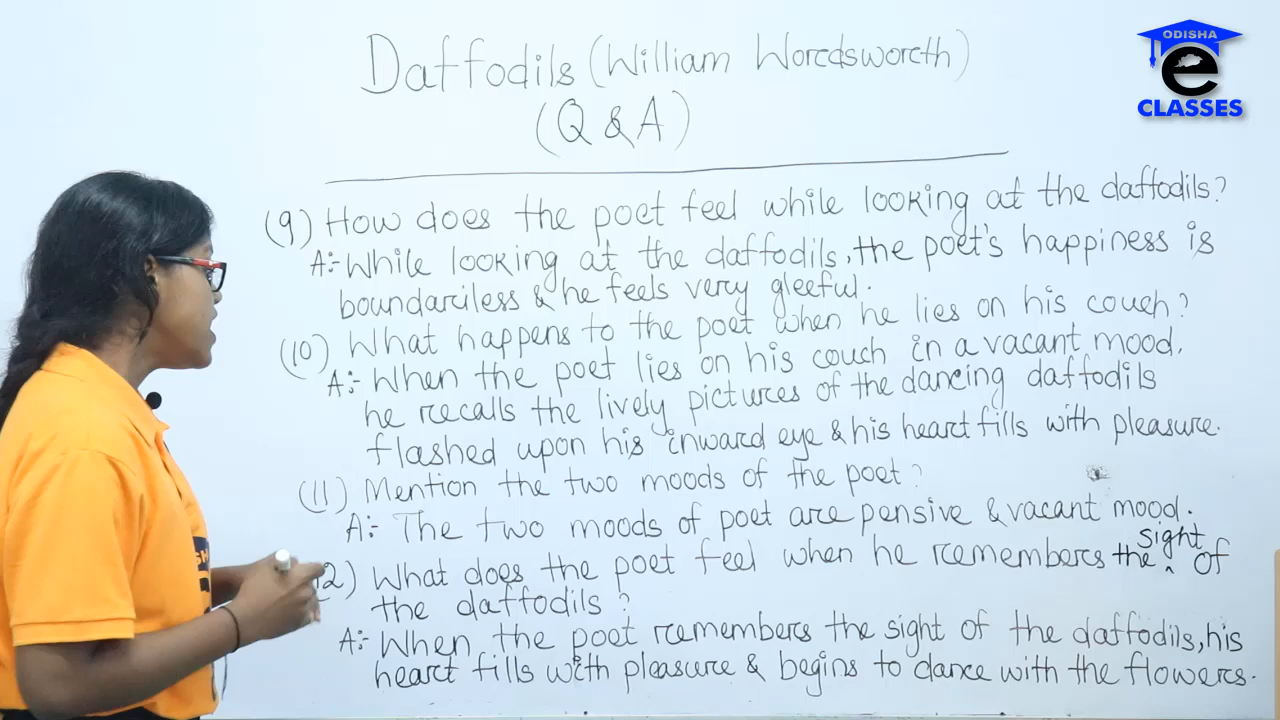 Daffodils (William Wordsworth)
(Q & A)
ODISHA
e
CLASSES
(9) How does the poet feel while looking at the daffodils?
A:- While looking at the daffodils, the poet's happiness is
boundariless & he feels very gleeful.
(10) What happens to the poet when he lies on his couch?
A:- When the poet lies on his couch in a vacant mood,
he recalls the lively pictures of the dancing daffodils
flashed upon his inward eye & his heart fills with pleasure.
(11) Mention the two moods of the poet?
A:- The two moods of poet are pensive & vacant mood.
12) What does the poet feel when he remembers the sight of
the daffodils?
A:- When the poet remembers the sight of the daffodils, his
heart fills with pleasure & begins to dance with the flowers.